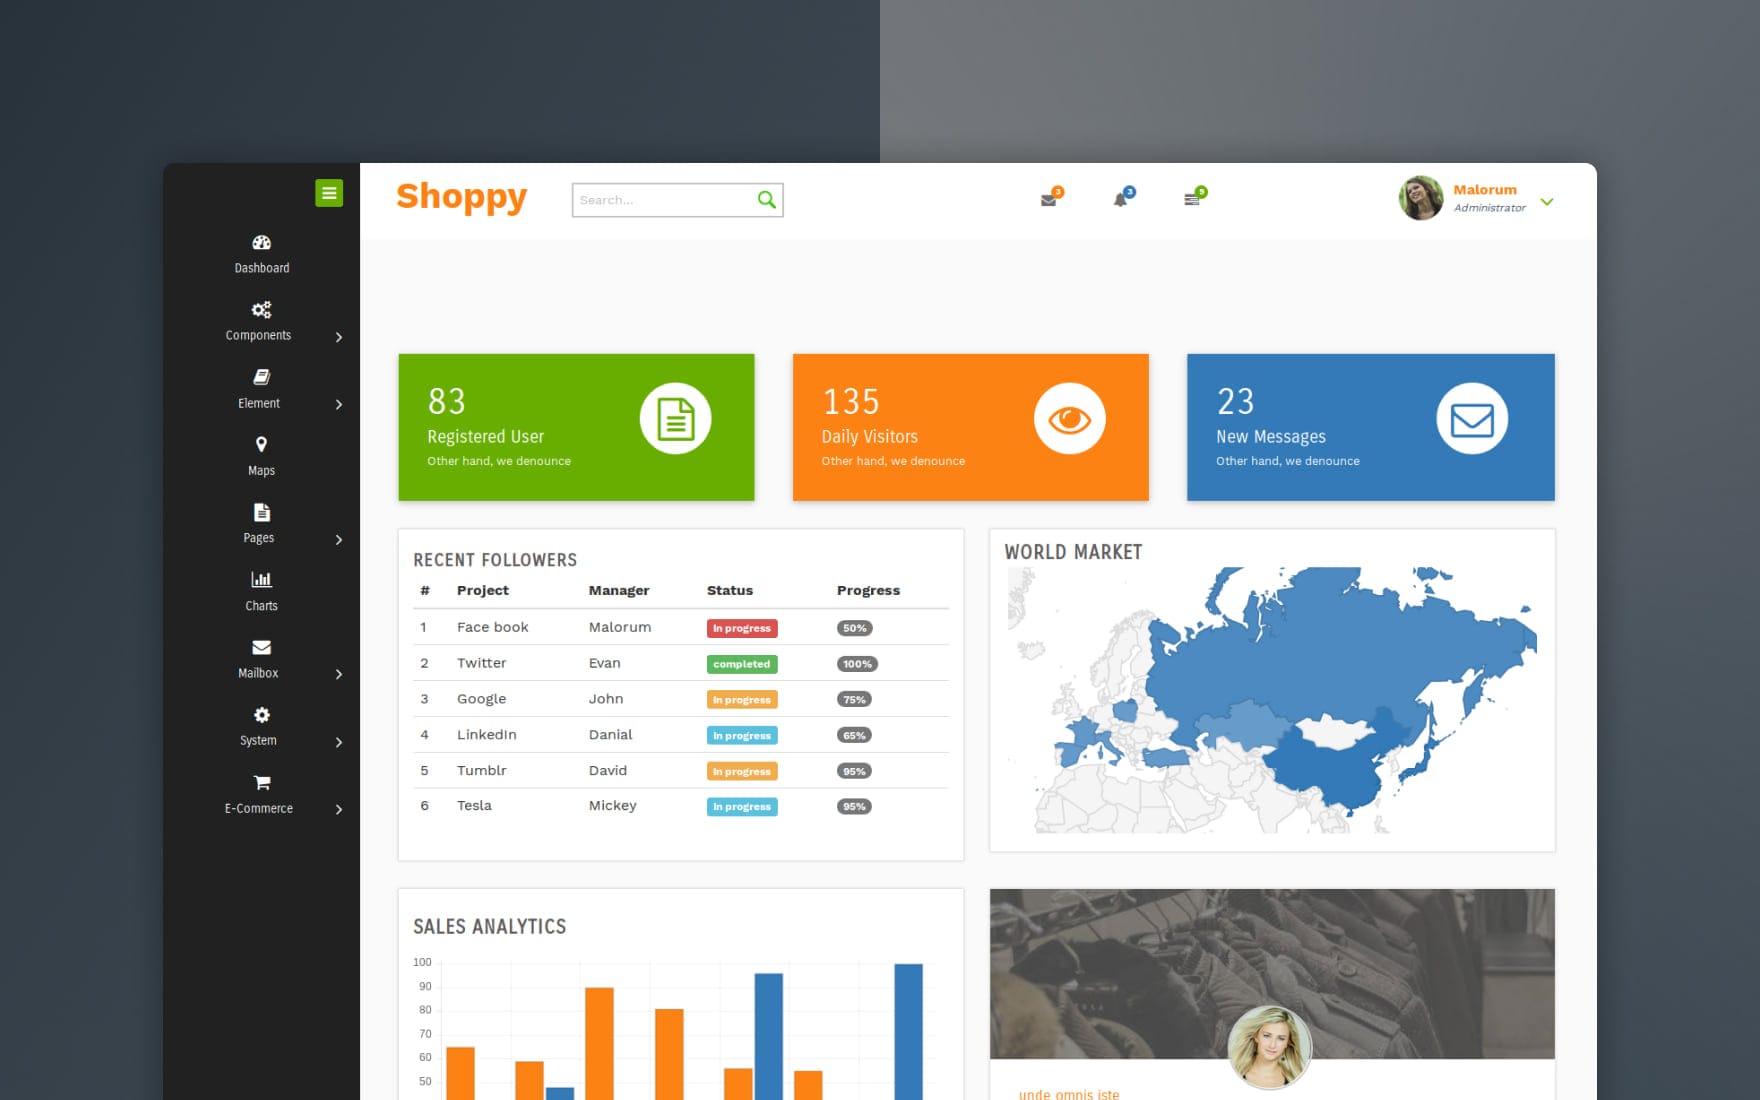 Shoppy
Search...
3
3
9
Malorum
Administrator
Dashboard
Components
Element
Maps
Pages
Charts
Mailbox
System
E-Commerce
83
Registered User
Other hand, we denounce
135
Daily Visitors
Other hand, we denounce
23
New Messages
Other hand, we denounce
RECENT FOLLOWERS
# Project Manager Status Progress
1 Face book Malorum In progress 50%
2 Twitter Evan completed 100%
3 Google John In progress 75%
4 LinkedIn Danial In progress 65%
5 Tumblr David In progress 95%
6 Tesla Mickey In progress 95%
WORLD MARKET
SALES ANALYTICS
100
90
80
70
60
50
unde omnis iste